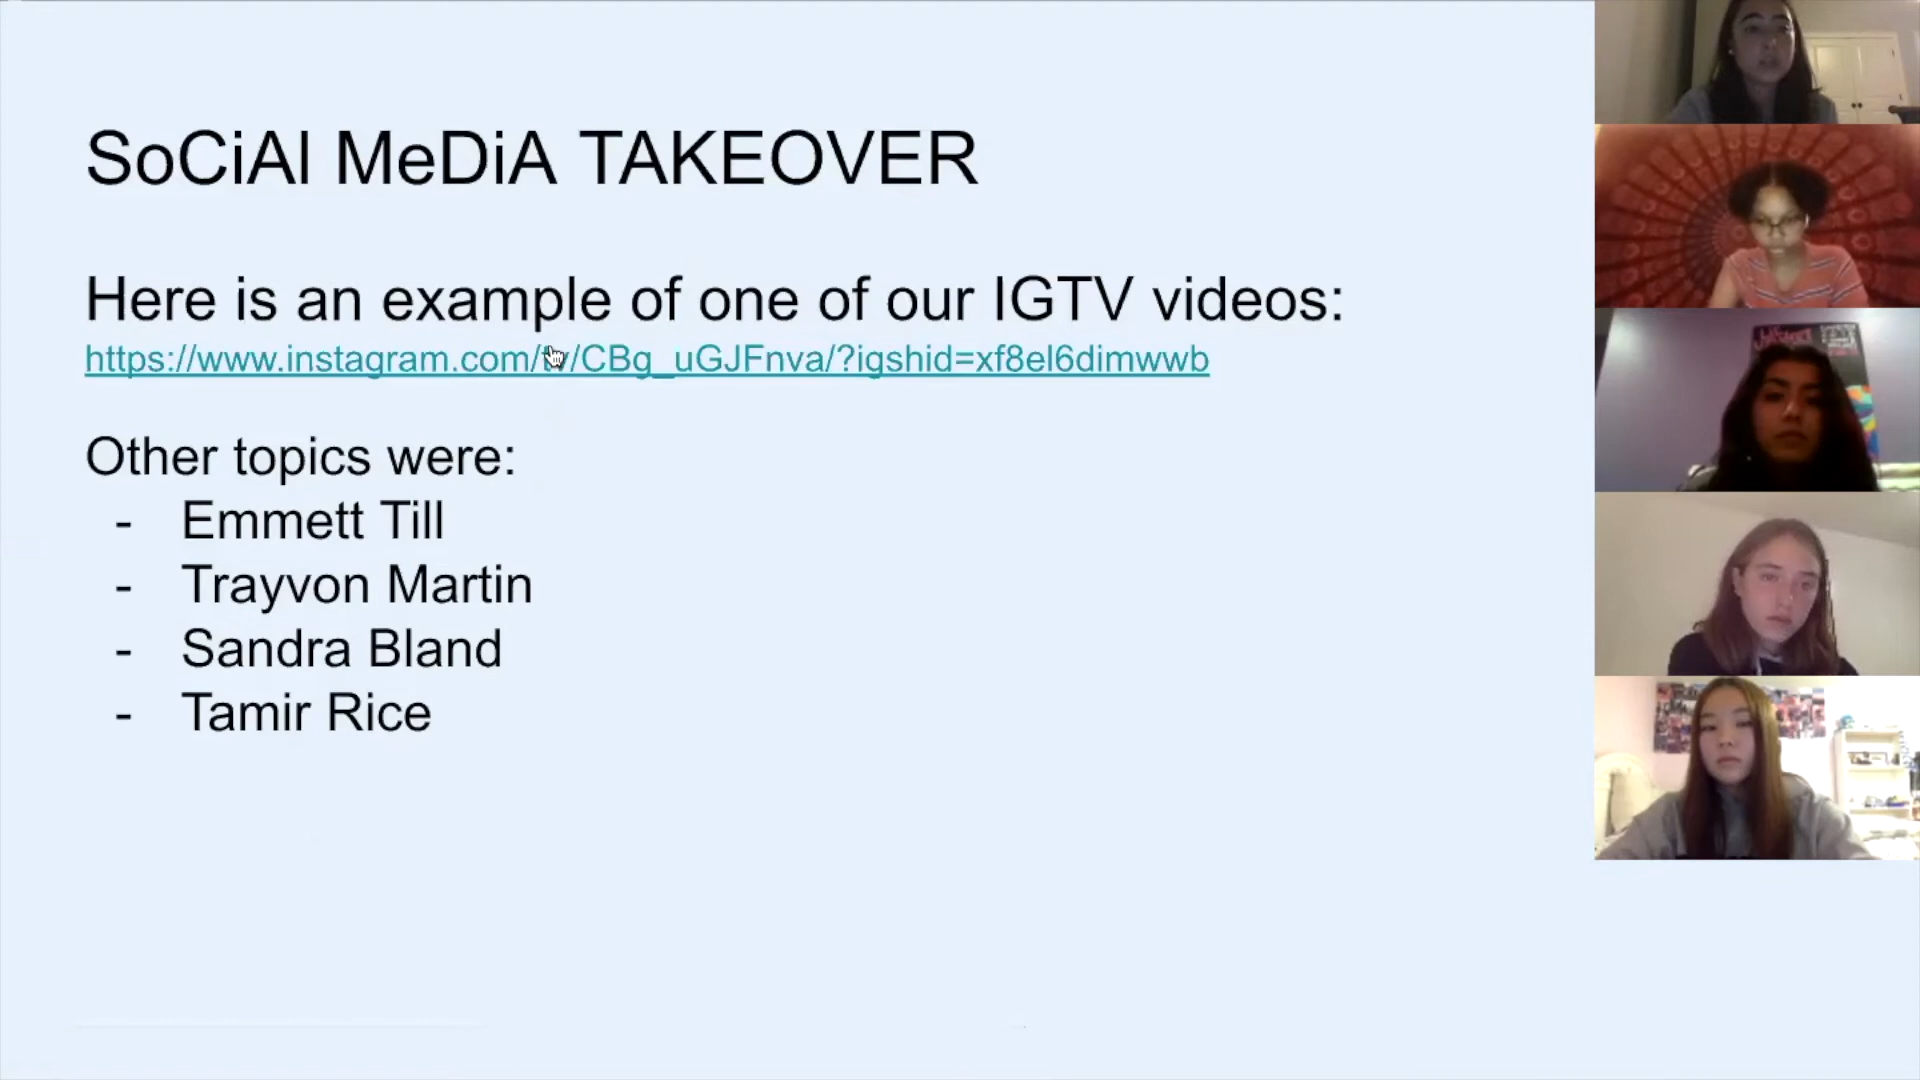 SoCiAl MeDiA TAKEOVER
Here is an example of one of our IGTV videos:
https://www.instagram.com/tv/CBg_uGJFnva/?igshid=xf8el6dimwwb
Other topics were:
- Emmett Till
- Trayvon Martin
- Sandra Bland
- Tamir Rice